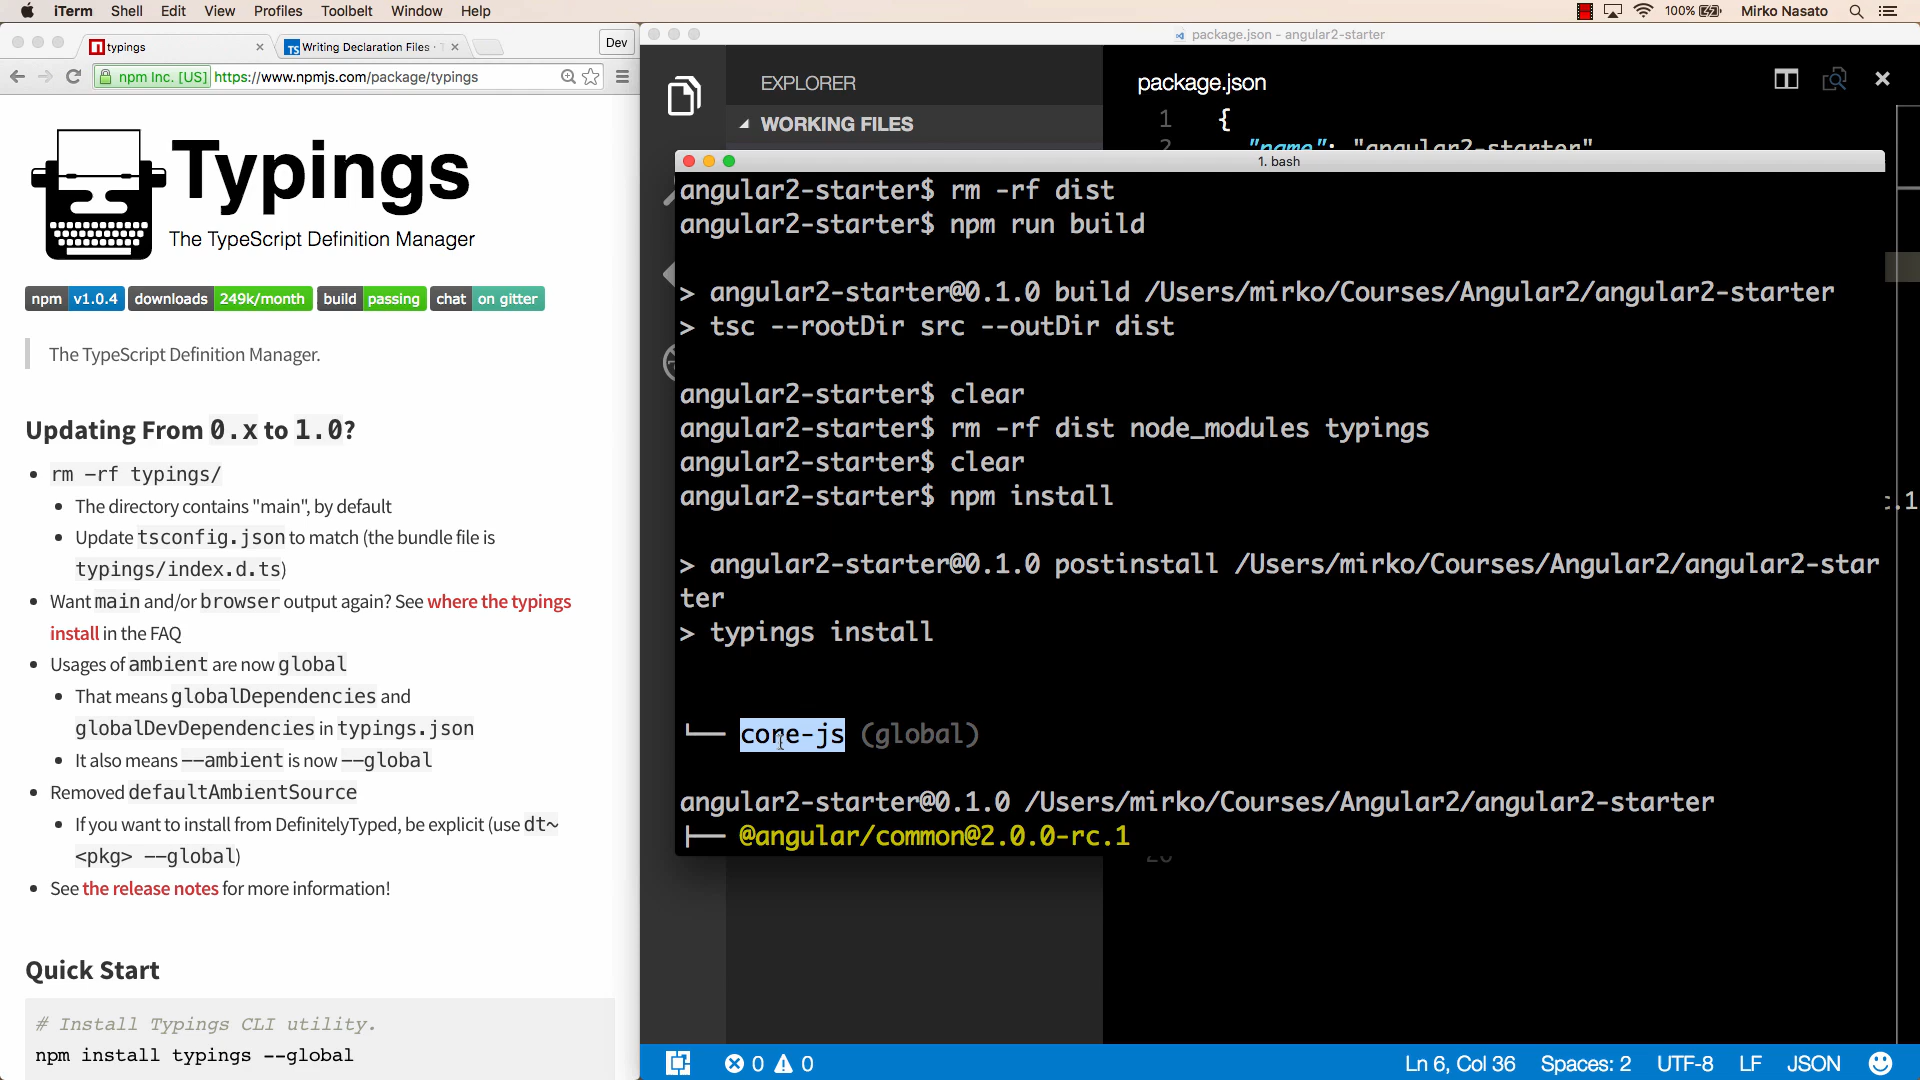 iTerm Shell Edit View Profiles Toolbelt Window Help 100% Mirko Nasato
typings
Writing Declaration Files ·
Dev
npm Inc. [US] https://www.npmjs.com/package/typings
Typings
The TypeScript Definition Manager
npm v1.0.4 downloads 249k/month build passing chat on gitter
The TypeScript Definition Manager.
Updating From 0.x to 1.0?
rm -rf typings/
The directory contains "main", by default
Update tsconfig.json to match (the bundle file is
typings/index.d.ts)
Want main and/or browser output again? See where the typings
install in the FAQ
Usages of ambient are now global
That means globalDependencies and
globalDevDependencies in typings.json
It also means --ambient is now --global
Removed defaultAmbientSource
If you want to install from DefinitelyTyped, be explicit (use dt~
<pkg> --global)
See the release notes for more information!
Quick Start
# Install Typings CLI utility.
npm install typings --global
package.json - angular2-starter
EXPLORER
WORKING FILES
package.json
1 {
2 "name": "angular2-starter"
1. bash
angular2-starter$ rm -rf dist
angular2-starter$ npm run build
> angular2-starter@0.1.0 build /Users/mirko/Courses/Angular2/angular2-starter
> tsc --rootDir src --outDir dist
angular2-starter$ clear
angular2-starter$ rm -rf dist node_modules typings
angular2-starter$ clear
angular2-starter$ npm install
> angular2-starter@0.1.0 postinstall /Users/mirko/Courses/Angular2/angular2-star
ter
> typings install
└── core-js (global)
angular2-starter@0.1.0 /Users/mirko/Courses/Angular2/angular2-starter
├── @angular/common@2.0.0-rc.1
0 0
Ln 6, Col 36 Spaces: 2 UTF-8 LF JSON